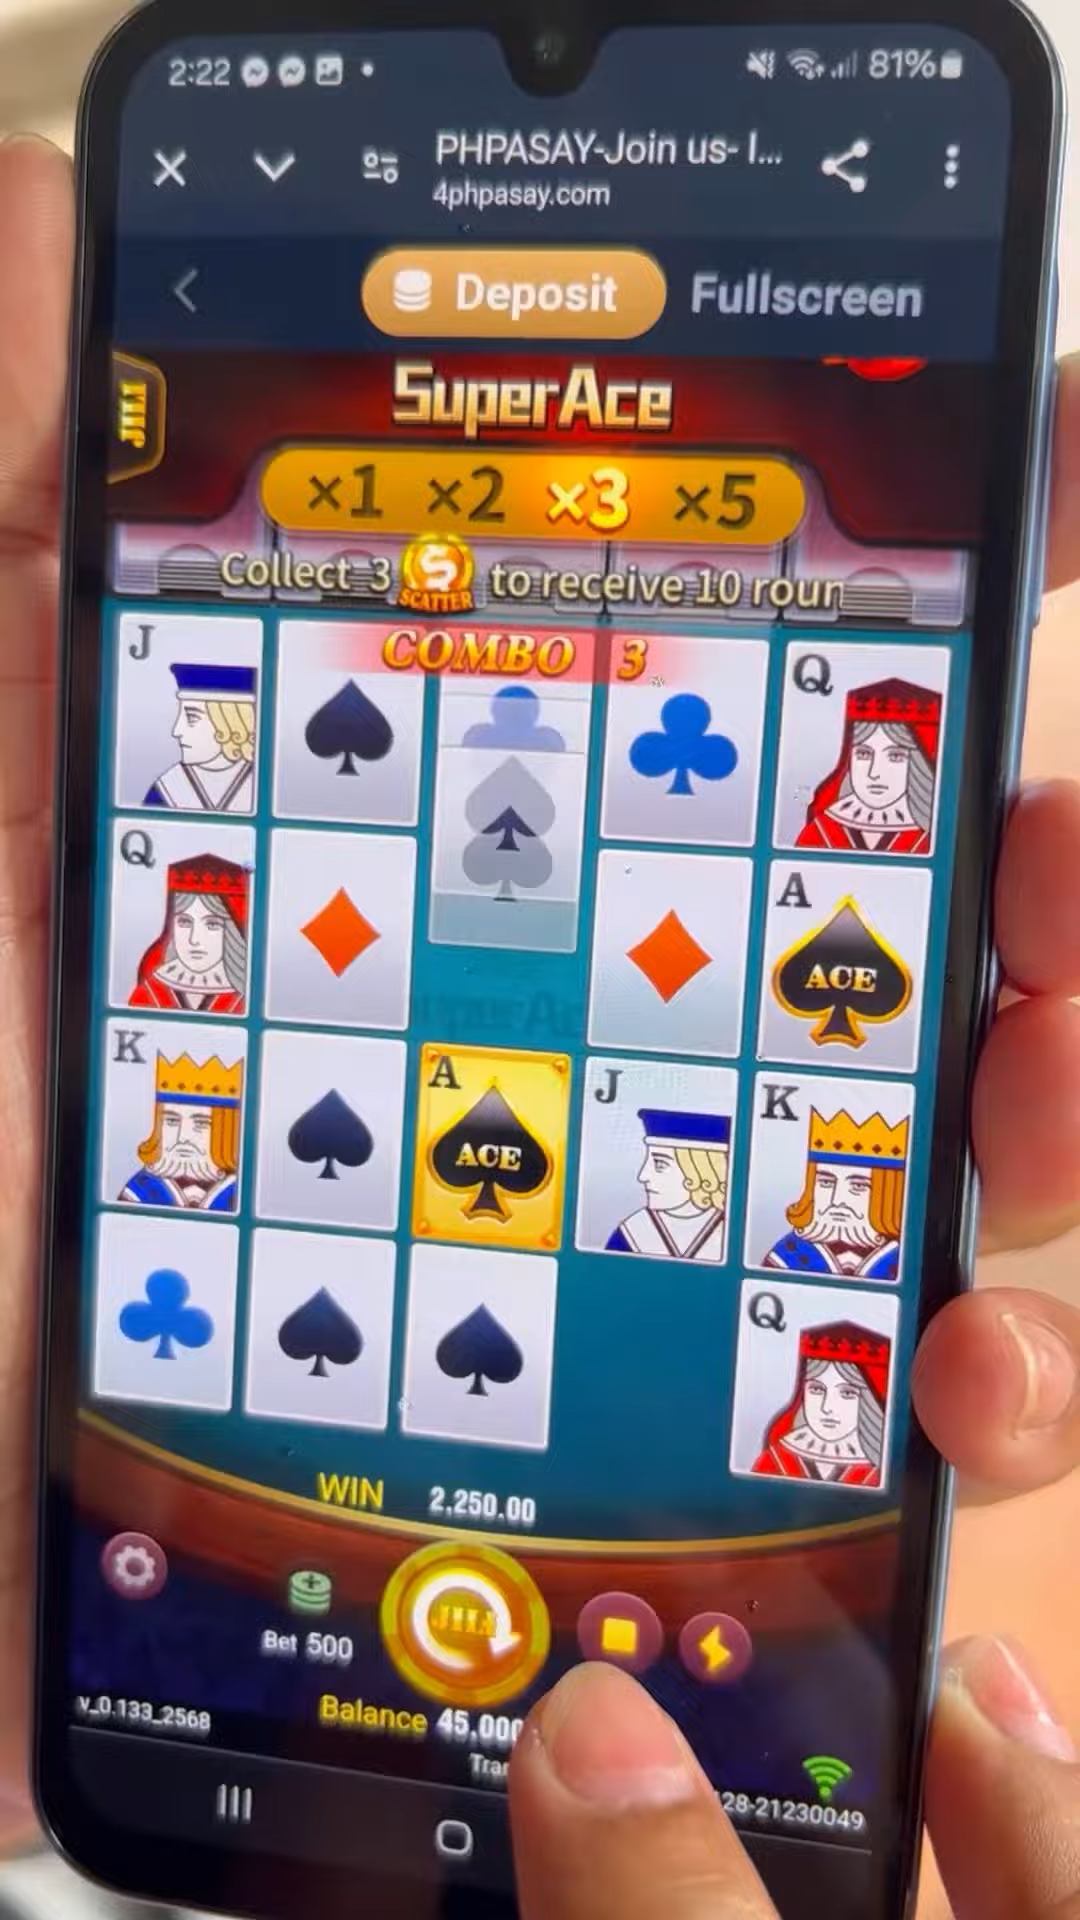 2:22 81%
PHPASAY-Join us- I...
4phpasay.com
Deposit Fullscreen
JILI
SuperAce
×1 ×2 ×3 ×5
Collect 3 SCATTER to receive 10 roun
COMBO 3
J
Q
Q
A
ACE
K
A
ACE
J
K
Q
WIN 2,250.00
JILI
Bet 500
Balance 45,000
v_0.133_2568
Tran
128-21230049